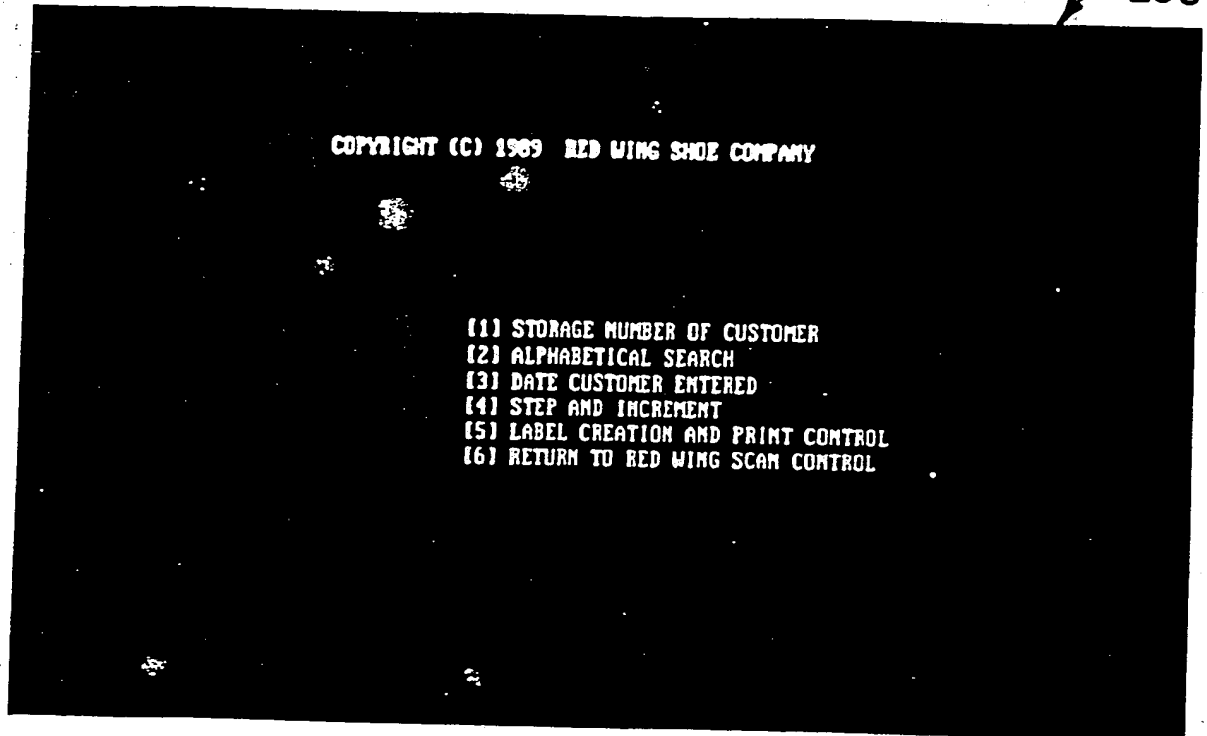 COPYRIGHT (C) 1989 RED WING SHOE COMPANY
[1] STORAGE NUMBER OF CUSTOMER
[2] ALPHABETICAL SEARCH
[3] DATE CUSTOMER ENTERED
[4] STEP AND INCREMENT
[5] LABEL CREATION AND PRINT CONTROL
[6] RETURN TO RED WING SCAN CONTROL